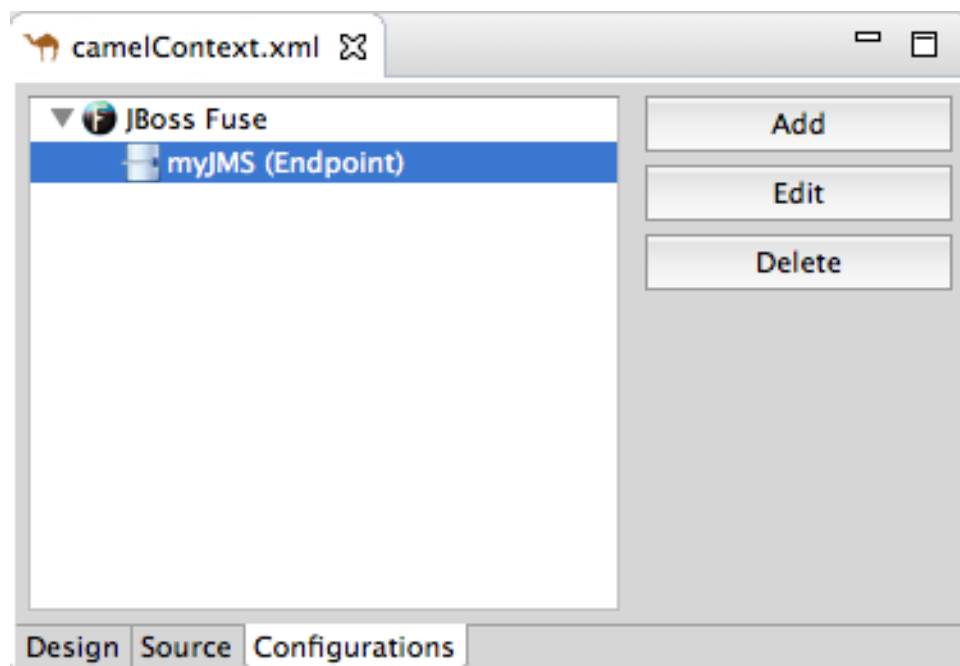 camelContext.xml
JBoss Fuse
myJMS (Endpoint)
Add
Edit
Delete
Design Source Configurations